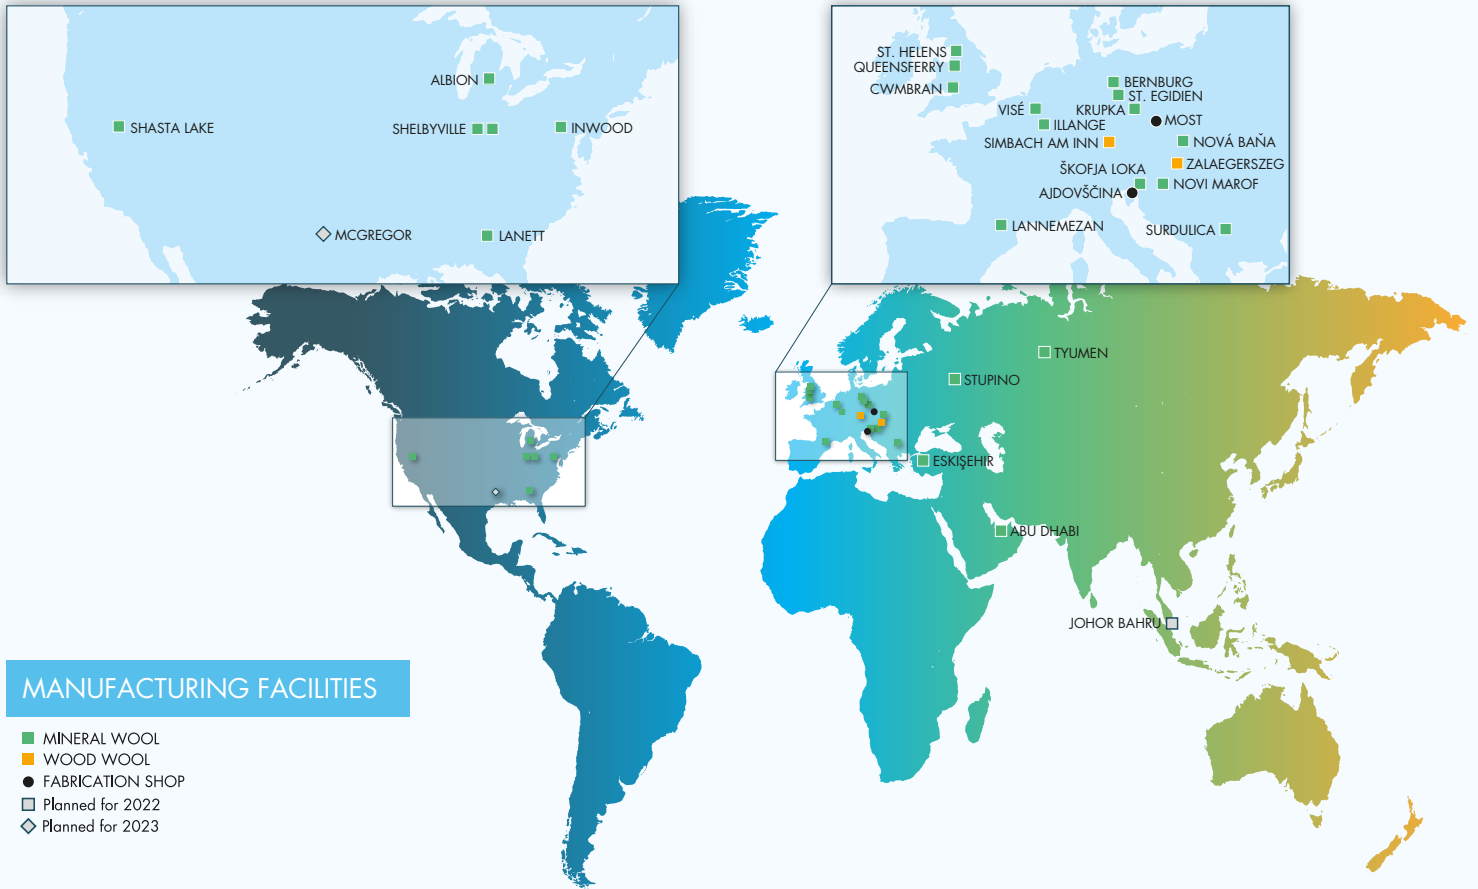 ALBION
SHASTA LAKE
SHELBYVILLE
INWOOD
MCGREGOR
LANETT
ST. HELENS
QUEENSFERRY
CWMBRAN
BERNBURG
ST. EGIDIEN
VISÉ
KRUPKA
ILLANGE
MOST
SIMBACH AM INN
NOVÁ BAŇA
ZALAEGERSZEG
ŠKOFJA LOKA
NOVI MAROF
AJDOVŠČINA
LANNEMEZAN
SURDULICA
TYUMEN
STUPINO
ESKIŞEHIR
ABU DHABI
JOHOR BAHRU
MANUFACTURING FACILITIES
MINERAL WOOL
WOOD WOOL
FABRICATION SHOP
Planned for 2022
Planned for 2023